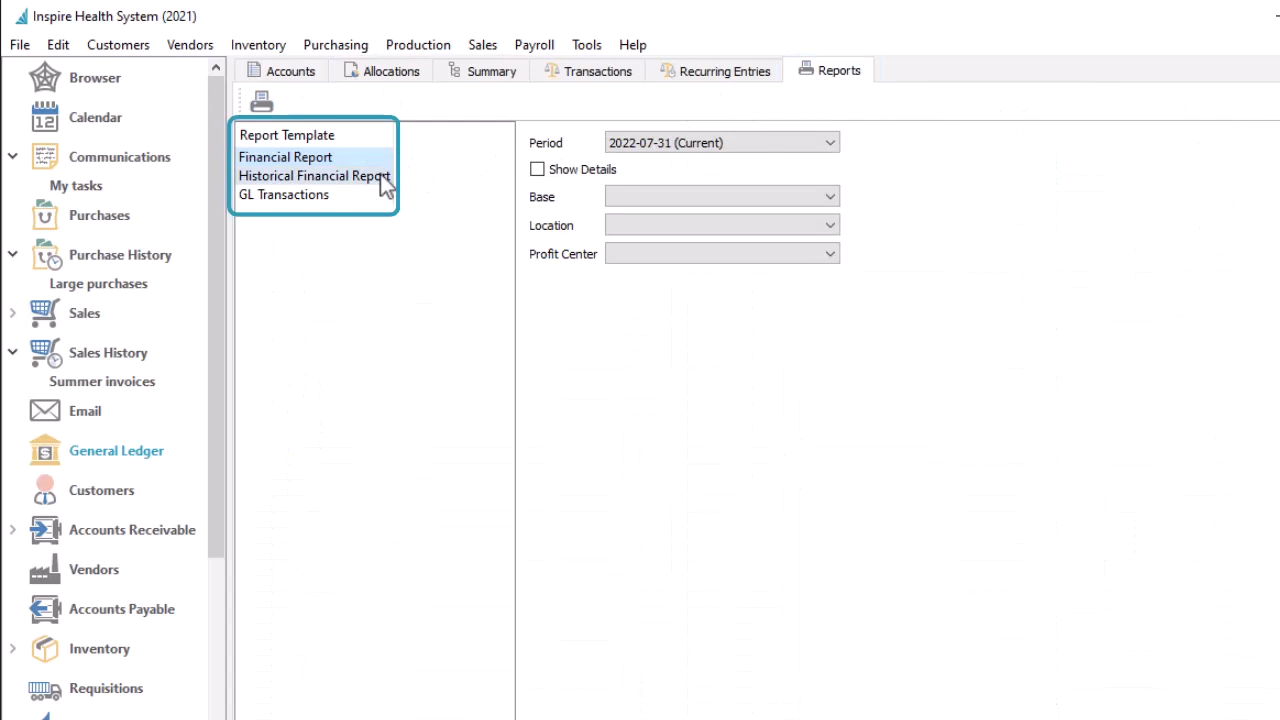 Inspire Health System (2021)
File Edit Customers Vendors Inventory Purchasing Production Sales Payroll Tools Help
Browser
12
Calendar
Communications
My tasks
Purchases
Purchase History
Large purchases
Sales
Sales History
Summer invoices
Email
$
General Ledger
Customers
Accounts Receivable
Vendors
Accounts Payable
Inventory
Requisitions
Accounts Allocations Summary Transactions Recurring Entries Reports
Report Template
Financial Report
Historical Financial Report
GL Transactions
Period 2022-07-31 (Current)
Show Details
Base
Location
Profit Center